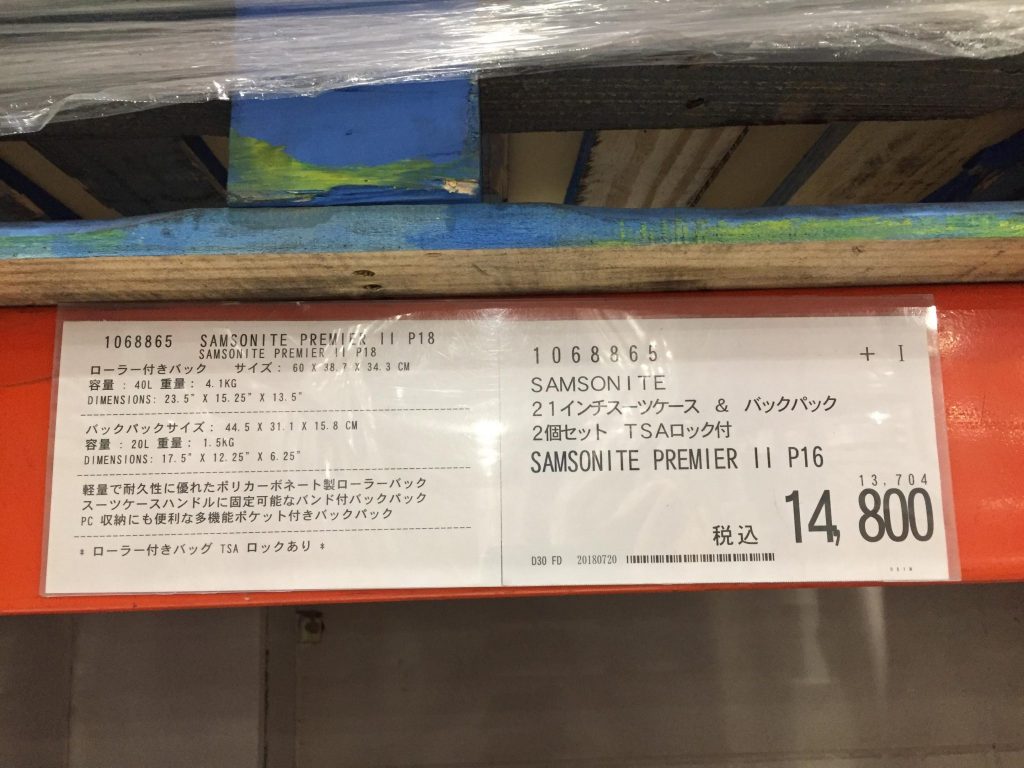 1068865 SAMSONITE PREMIER II P18
SAMSONITE PREMIER II P18
ローラー付きバック サイズ: 60 X 38.7 X 34.3 CM
容量 : 40L 重量 : 4.1KG
DIMENSIONS: 23.5" X 15.25" X 13.5"
バックパックサイズ : 44.5 X 31.1 X 15.8 CM
容量 : 20L 重量 : 1.5KG
DIMENSIONS: 17.5" X 12.25" X 6.25"
軽量で耐久性に優れたポリカーボネート製ローラーバック
スーツケースハンドルに固定可能なバンド付バックパック
PC 収納にも便利な多機能ポケット付きバックパック
* ローラー付きバッグ TSA ロックあり *
1068865 + I
SAMSONITE
21インチスーツケース & バックパック
2個セット TSAロック付
SAMSONITE PREMIER II P16
13,704
税込 14,800
D30 FD 20180720